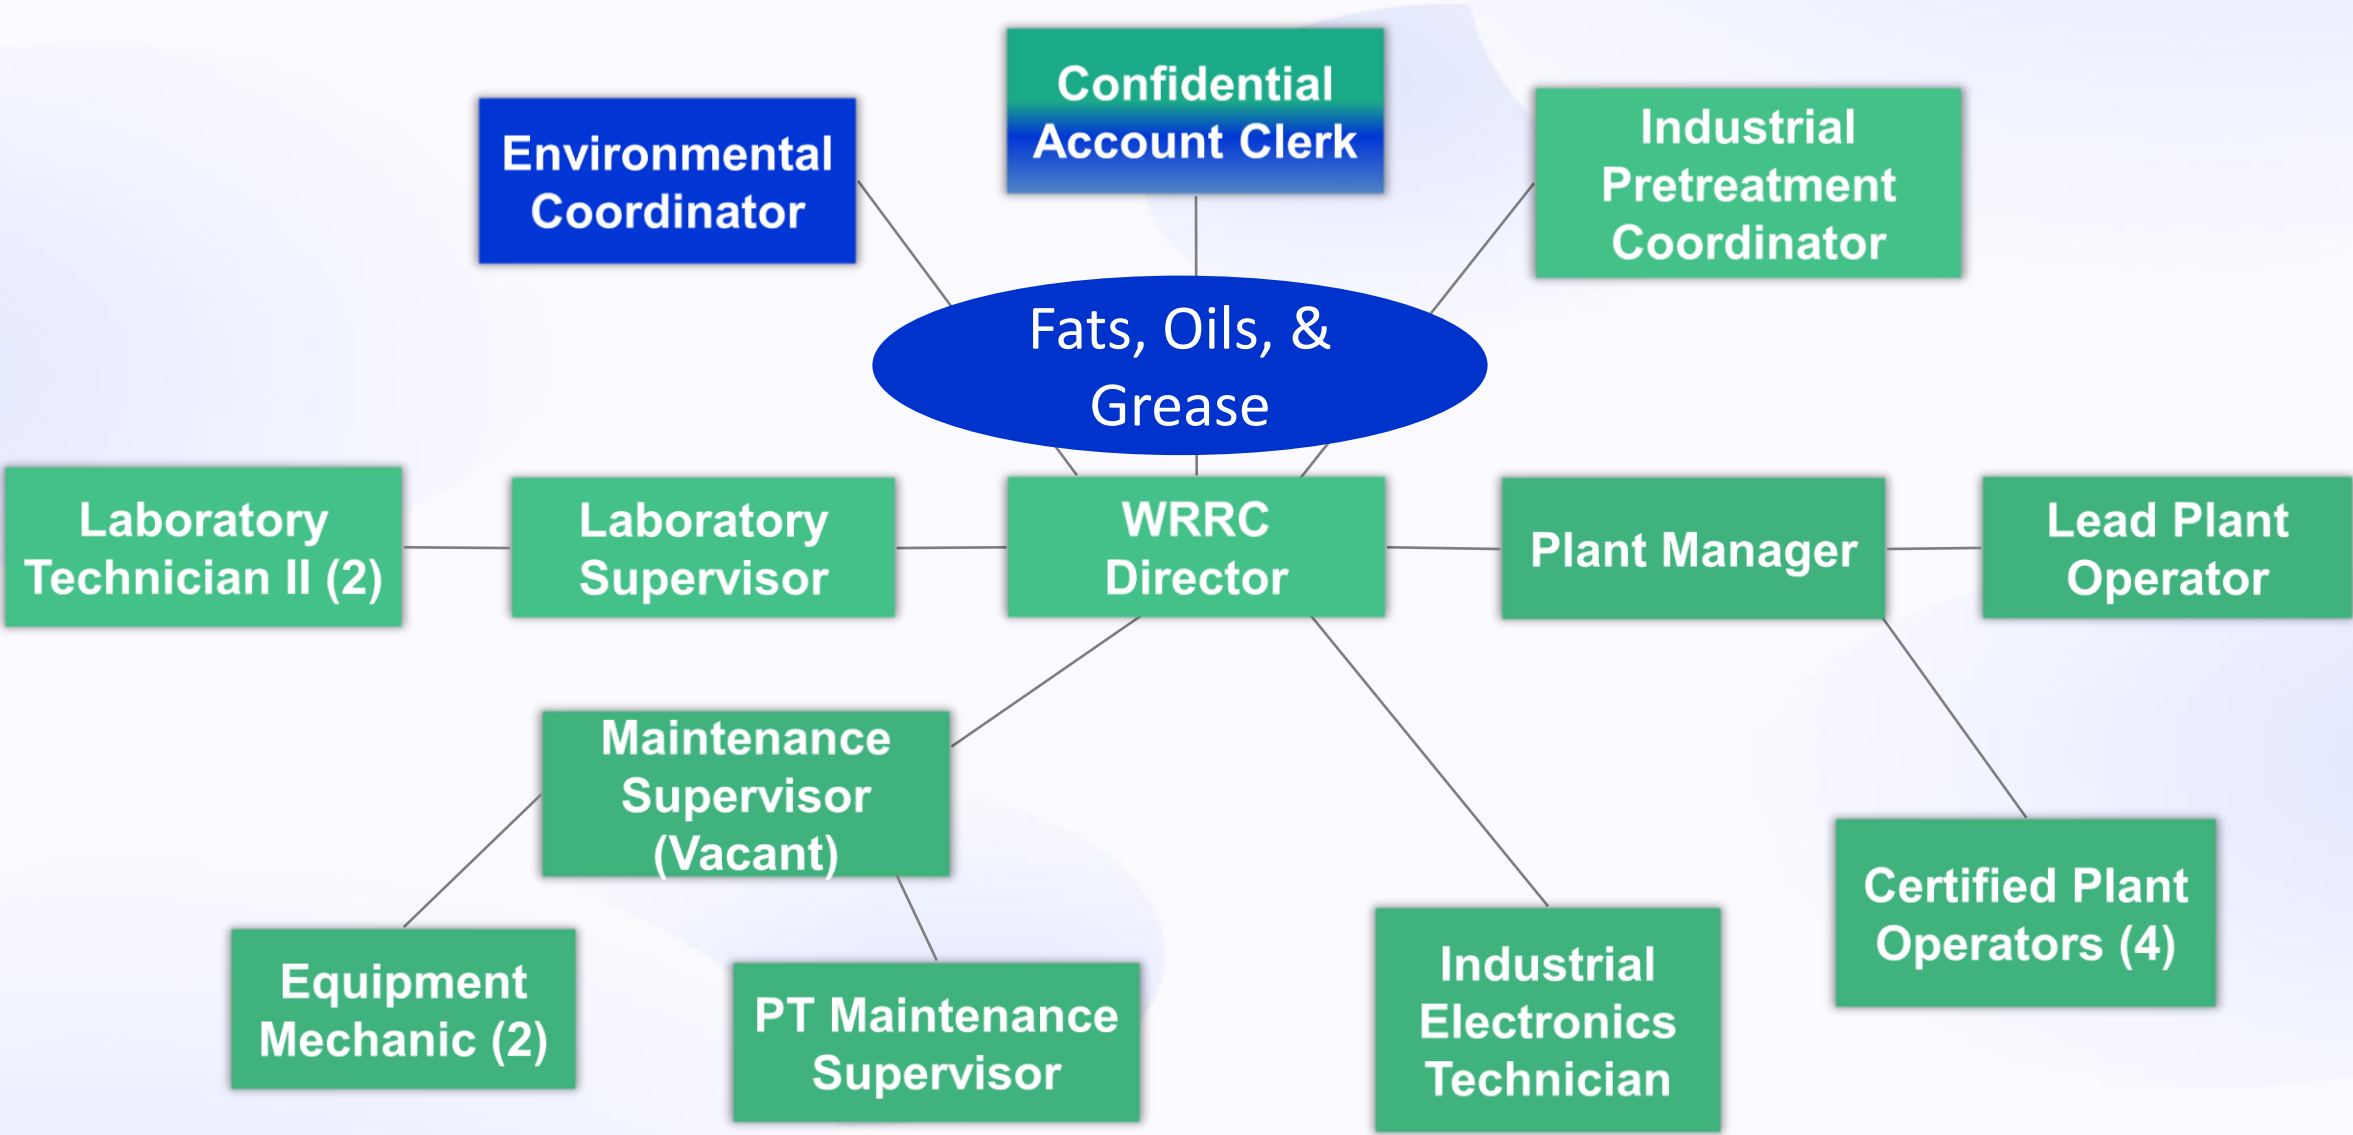 Confidential
Account Clerk
Environmental
Coordinator
Industrial
Pretreatment
Coordinator
Fats, Oils, &
Grease
Laboratory
Technician II (2)
Laboratory
Supervisor
WRRC
Director
Plant Manager
Lead Plant
Operator
Maintenance
Supervisor
(Vacant)
Certified Plant
Operators (4)
Equipment
Mechanic (2)
PT Maintenance
Supervisor
Industrial
Electronics
Technician